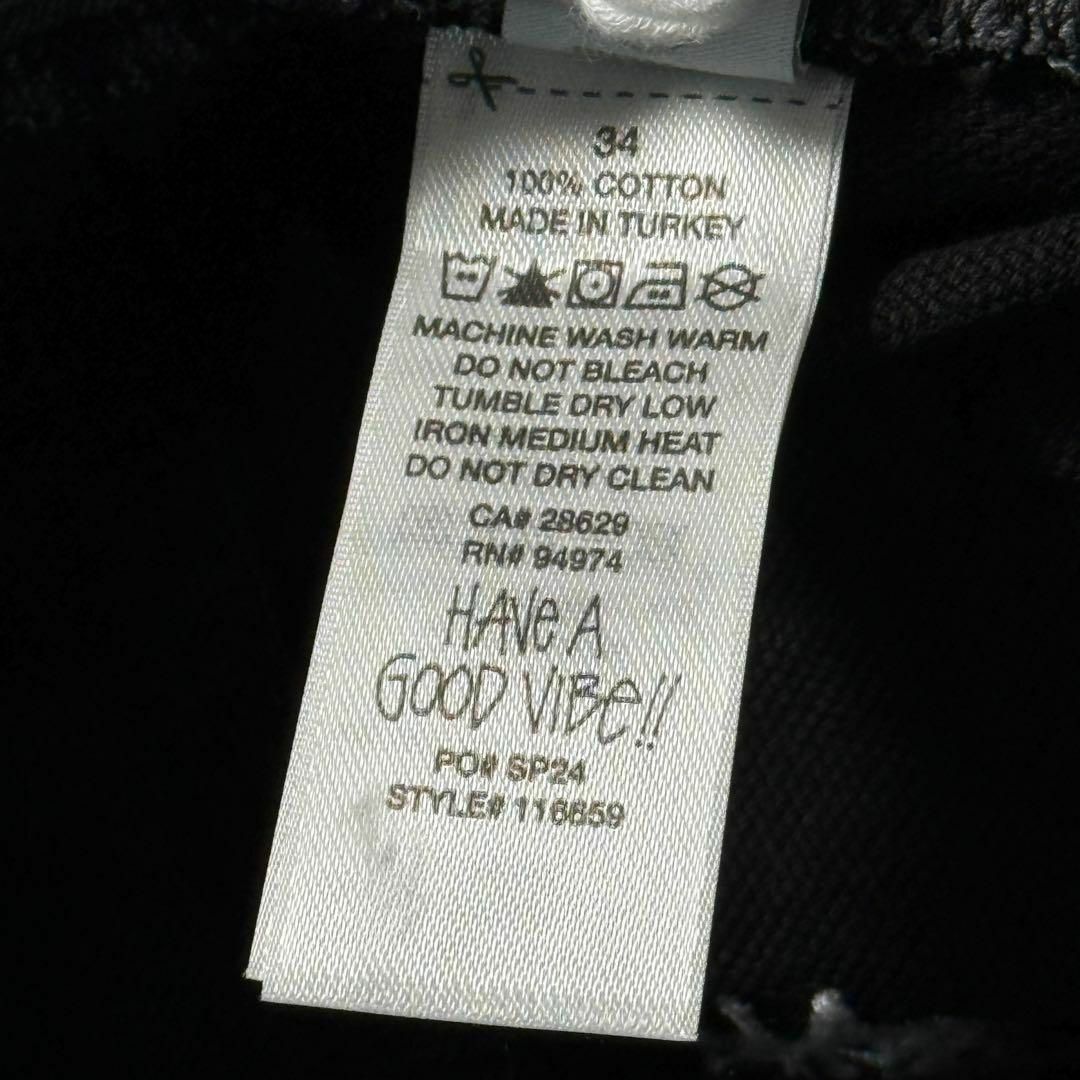 34
100% COTTON
MADE IN TURKEY
MACHINE WASH WARM
DO NOT BLEACH
TUMBLE DRY LOW
IRON MEDIUM HEAT
DO NOT DRY CLEAN
CA# 28629
RN# 94974
HAVe A
GOOD VIBe!!
PO# SP24
STYLE# 116659